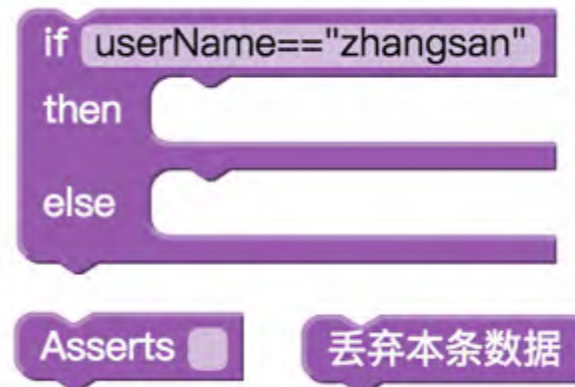 if userName=="zhangsan"
then
else
Asserts
丢弃本条数据